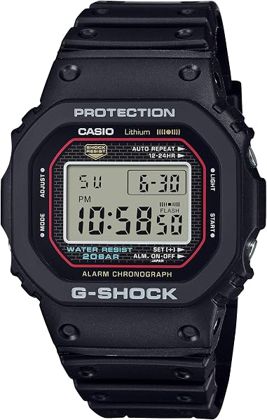 PROTECTION
CASIO Lithium
SHOCK RESIST
AUTO REPEAT
12·24HR
ADJUST
LIGHT
SU 6-30
PM
10:58 50
FLASH
MODE
START
WATER RESIST
20BAR
SET (+)
ALM. ON·OFF
JAPAN
ALARM CHRONOGRAPH
G-SHOCK